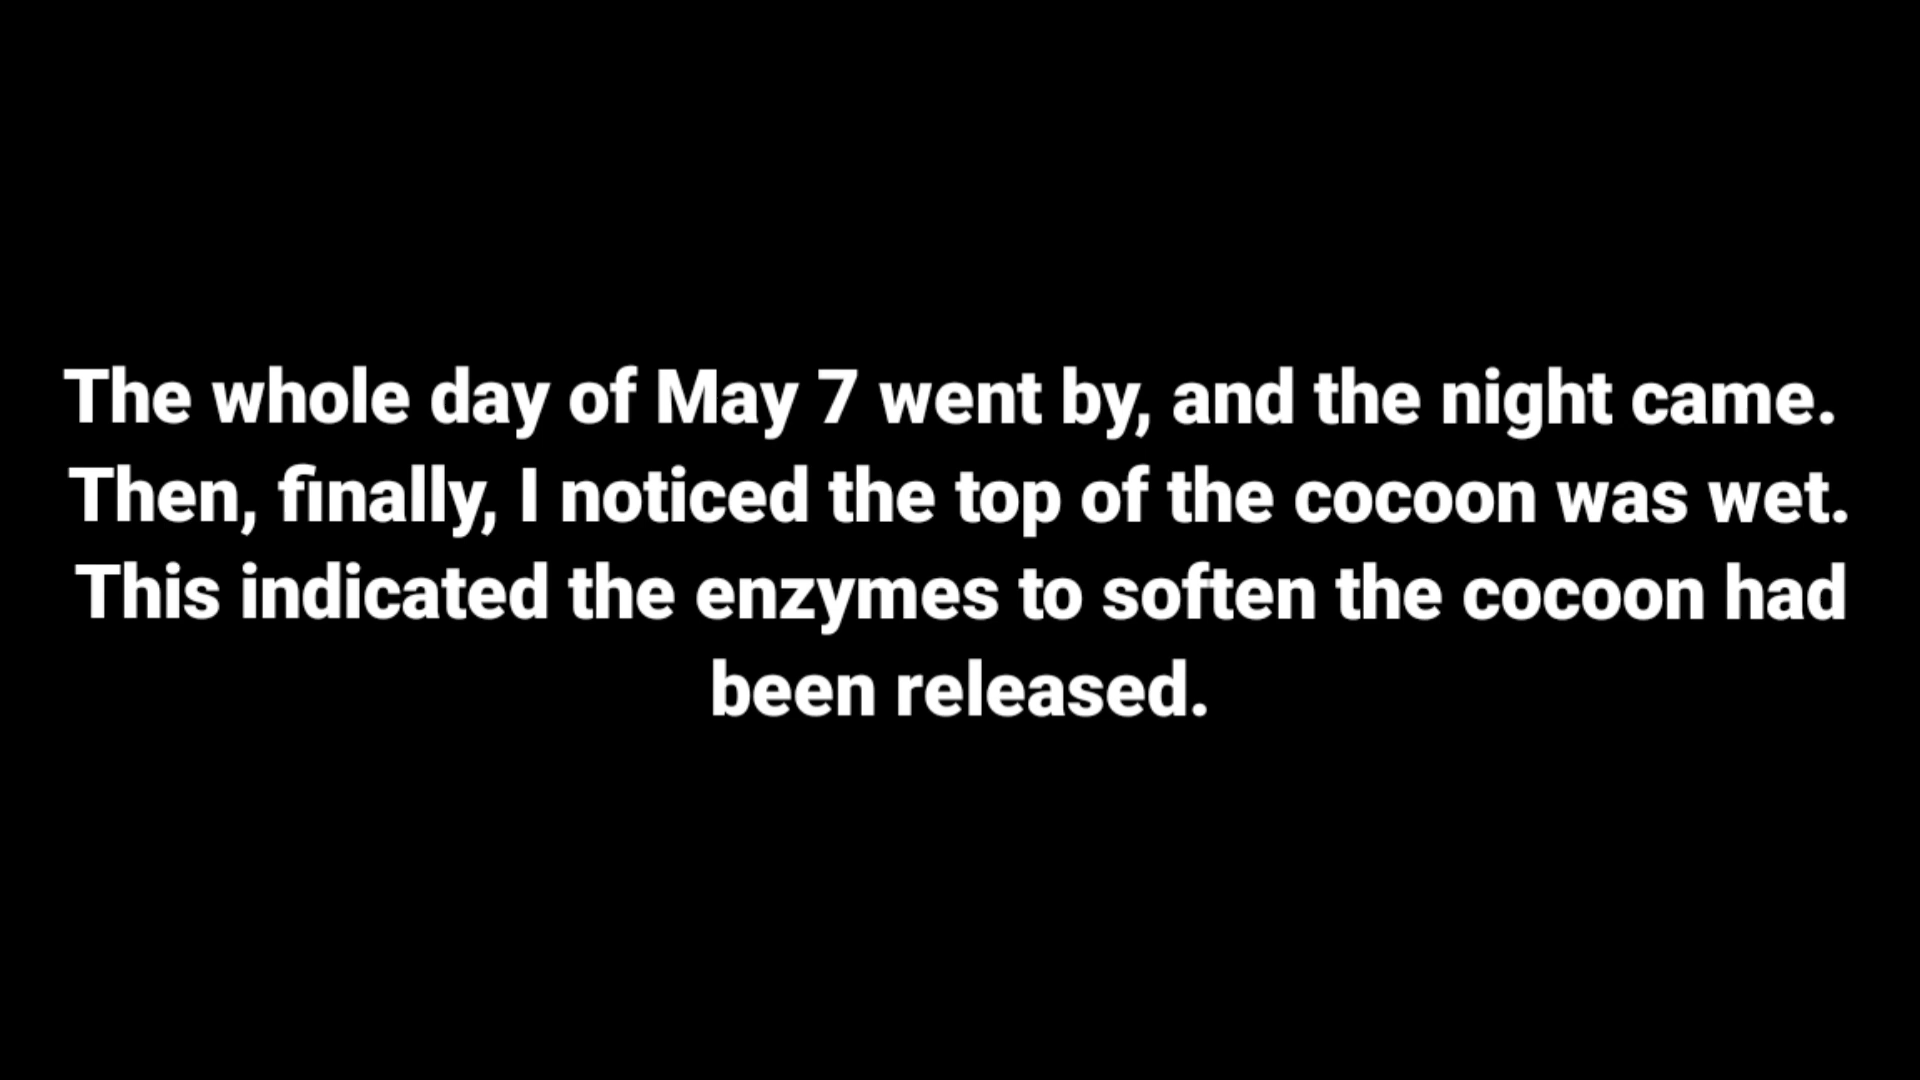 The whole day of May 7 went by, and the night came.
Then, finally, I noticed the top of the cocoon was wet.
This indicated the enzymes to soften the cocoon had
been released.